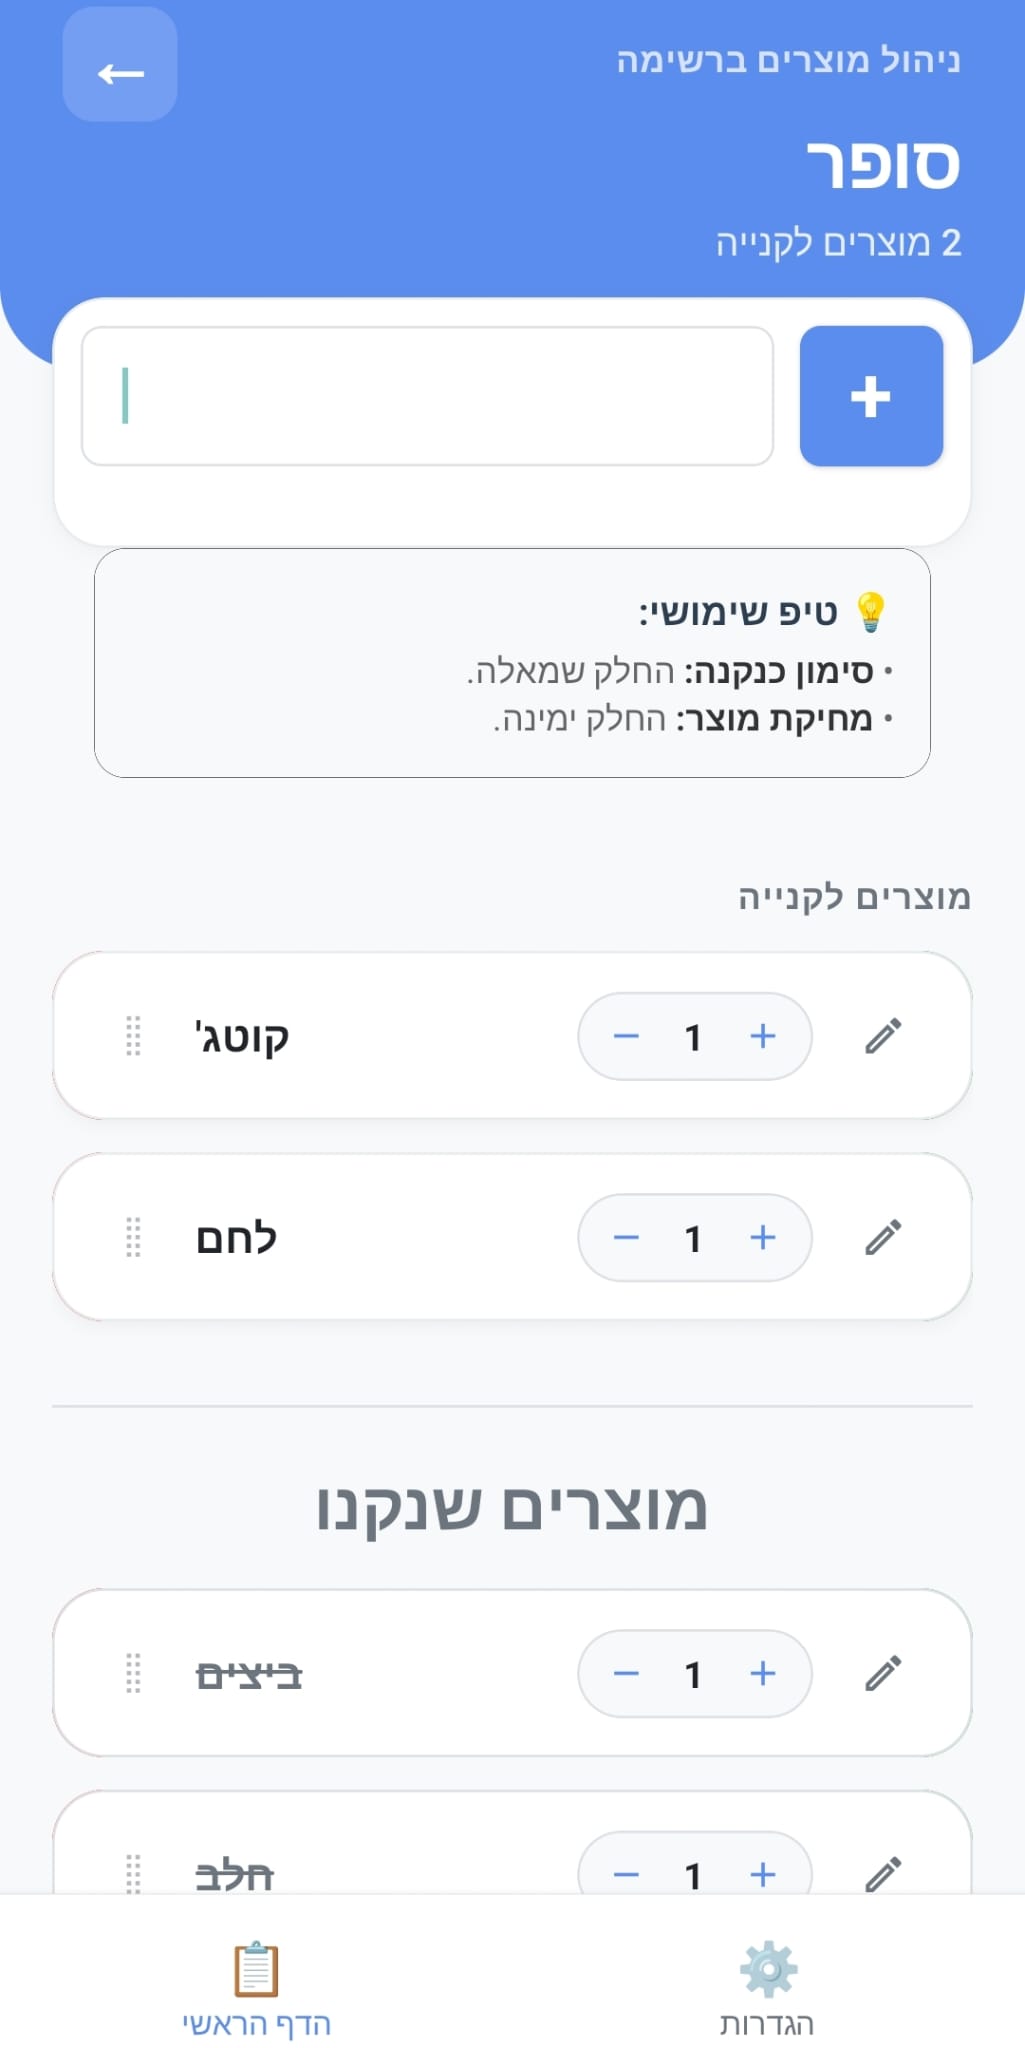 ניהול מוצרים ברשימה
סופר
2 מוצרים לקנייה
+
💡 טיפ שימושי:
• סימון כנקנה: החלק שמאלה.
• מחיקת מוצר: החלק ימינה.
מוצרים לקנייה
קוטג' − 1 +
לחם − 1 +
מוצרים שנקנו
ביצים − 1 +
חלב − 1 +
הגדרות
הדף הראשי